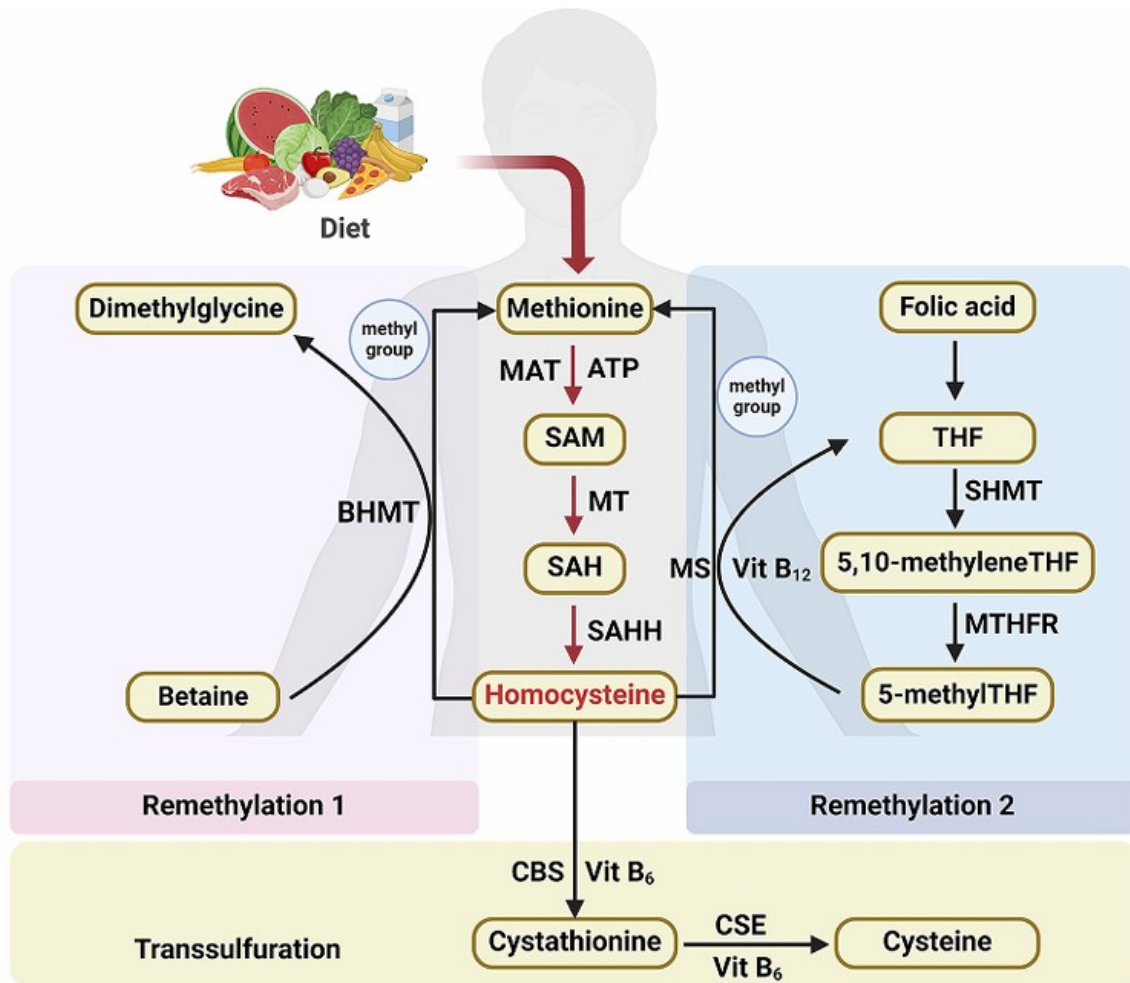 Diet
Dimethylglycine
methyl
group
Methionine
Folic acid
MAT
ATP
methyl
group
SAM
THF
BHMT
MT
SHMT
SAH
MS
Vit B₁₂
5,10-methyleneTHF
SAHH
MTHFR
Betaine
Homocysteine
5-methylTHF
Remethylation 1
Remethylation 2
CBS
Vit B₆
Transsulfuration
Cystathionine
CSE
Vit B₆
Cysteine